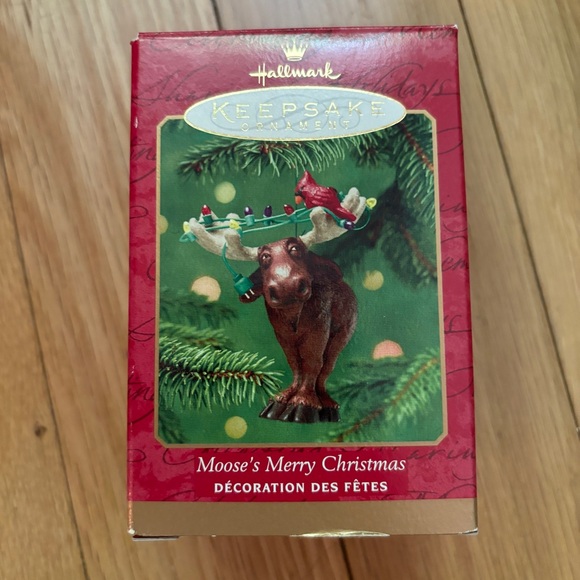 Hallmark
KEEPSAKE
ORNAMENT
Moose's Merry Christmas
DÉCORATION DES FÊTES